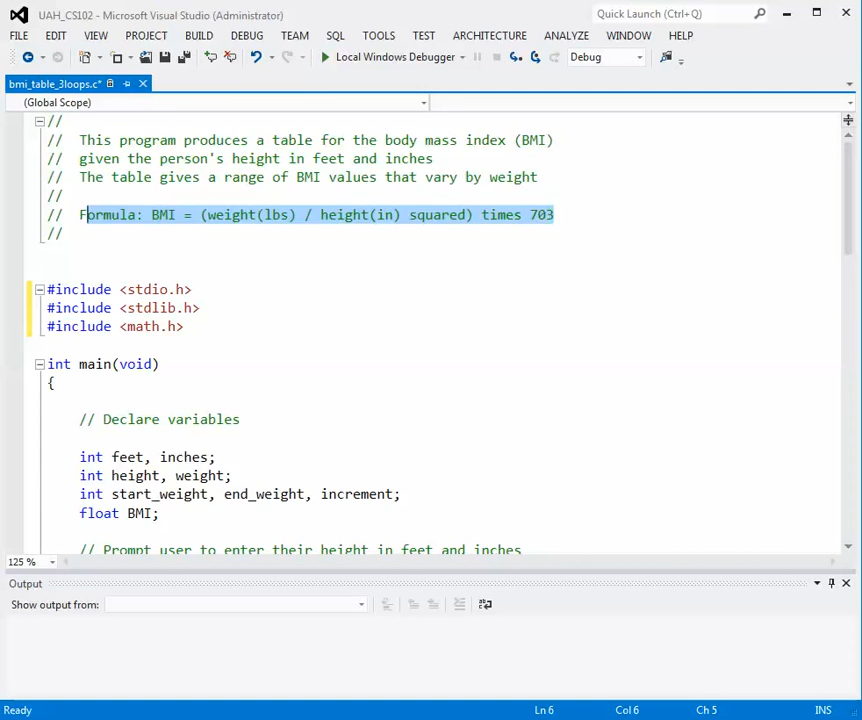 UAH_CS102 - Microsoft Visual Studio (Administrator)
Quick Launch (Ctrl+Q)
FILE EDIT VIEW PROJECT BUILD DEBUG TEAM SQL TOOLS TEST ARCHITECTURE ANALYZE WINDOW HELP
Local Windows Debugger Debug
bmi_table_3loops.c*
(Global Scope)
//
// This program produces a table for the body mass index (BMI)
// given the person's height in feet and inches
// The table gives a range of BMI values that vary by weight
//
// Formula: BMI = (weight(lbs) / height(in) squared) times 703
//
#include <stdio.h>
#include <stdlib.h>
#include <math.h>
int main(void)
{
// Declare variables
int feet, inches;
int height, weight;
int start_weight, end_weight, increment;
float BMI;
// Prompt user to enter their height in feet and inches
125 %
Output
Show output from:
Ready Ln 6 Col 6 Ch 5 INS